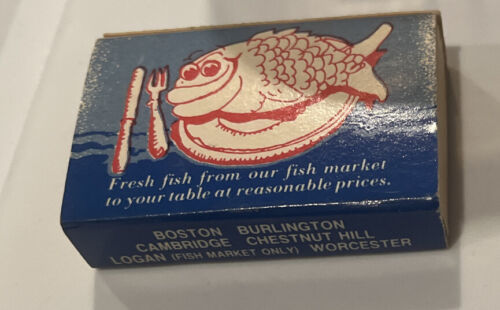 Fresh fish from our fish market
to your table at reasonable prices.
BOSTON BURLINGTON
CAMBRIDGE CHESTNUT HILL
LOGAN (FISH MARKET ONLY) WORCESTER